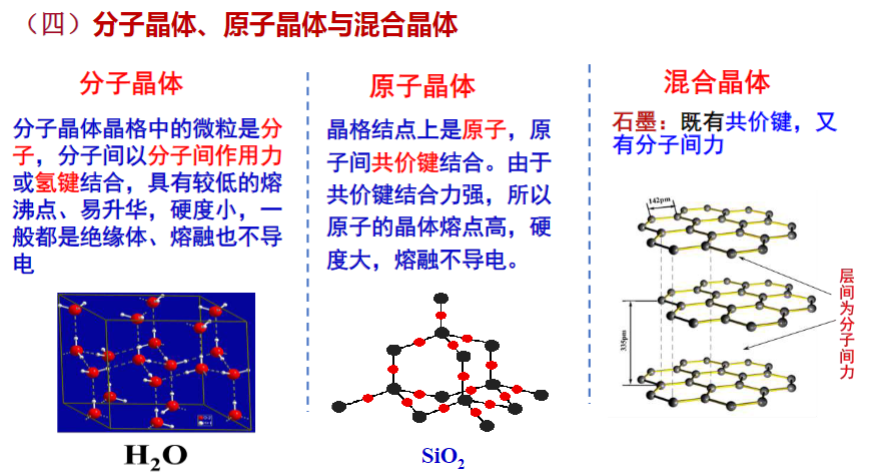 （四）分子晶体、原子晶体与混合晶体
分子晶体
分子晶体晶格中的微粒是分
子，分子间以分子间作用力
或氢键结合，具有较低的熔
沸点、易升华，硬度小，一
般都是绝缘体、熔融也不导
电
H₂O
原子晶体
晶格结点上是原子，原
子间共价键结合。由于
共价键结合力强，所以
原子的晶体熔点高，硬
度大，熔融不导电。
SiO₂
混合晶体
石墨：既有共价键，又
有分子间力
142pm
335pm
层间为分子间力